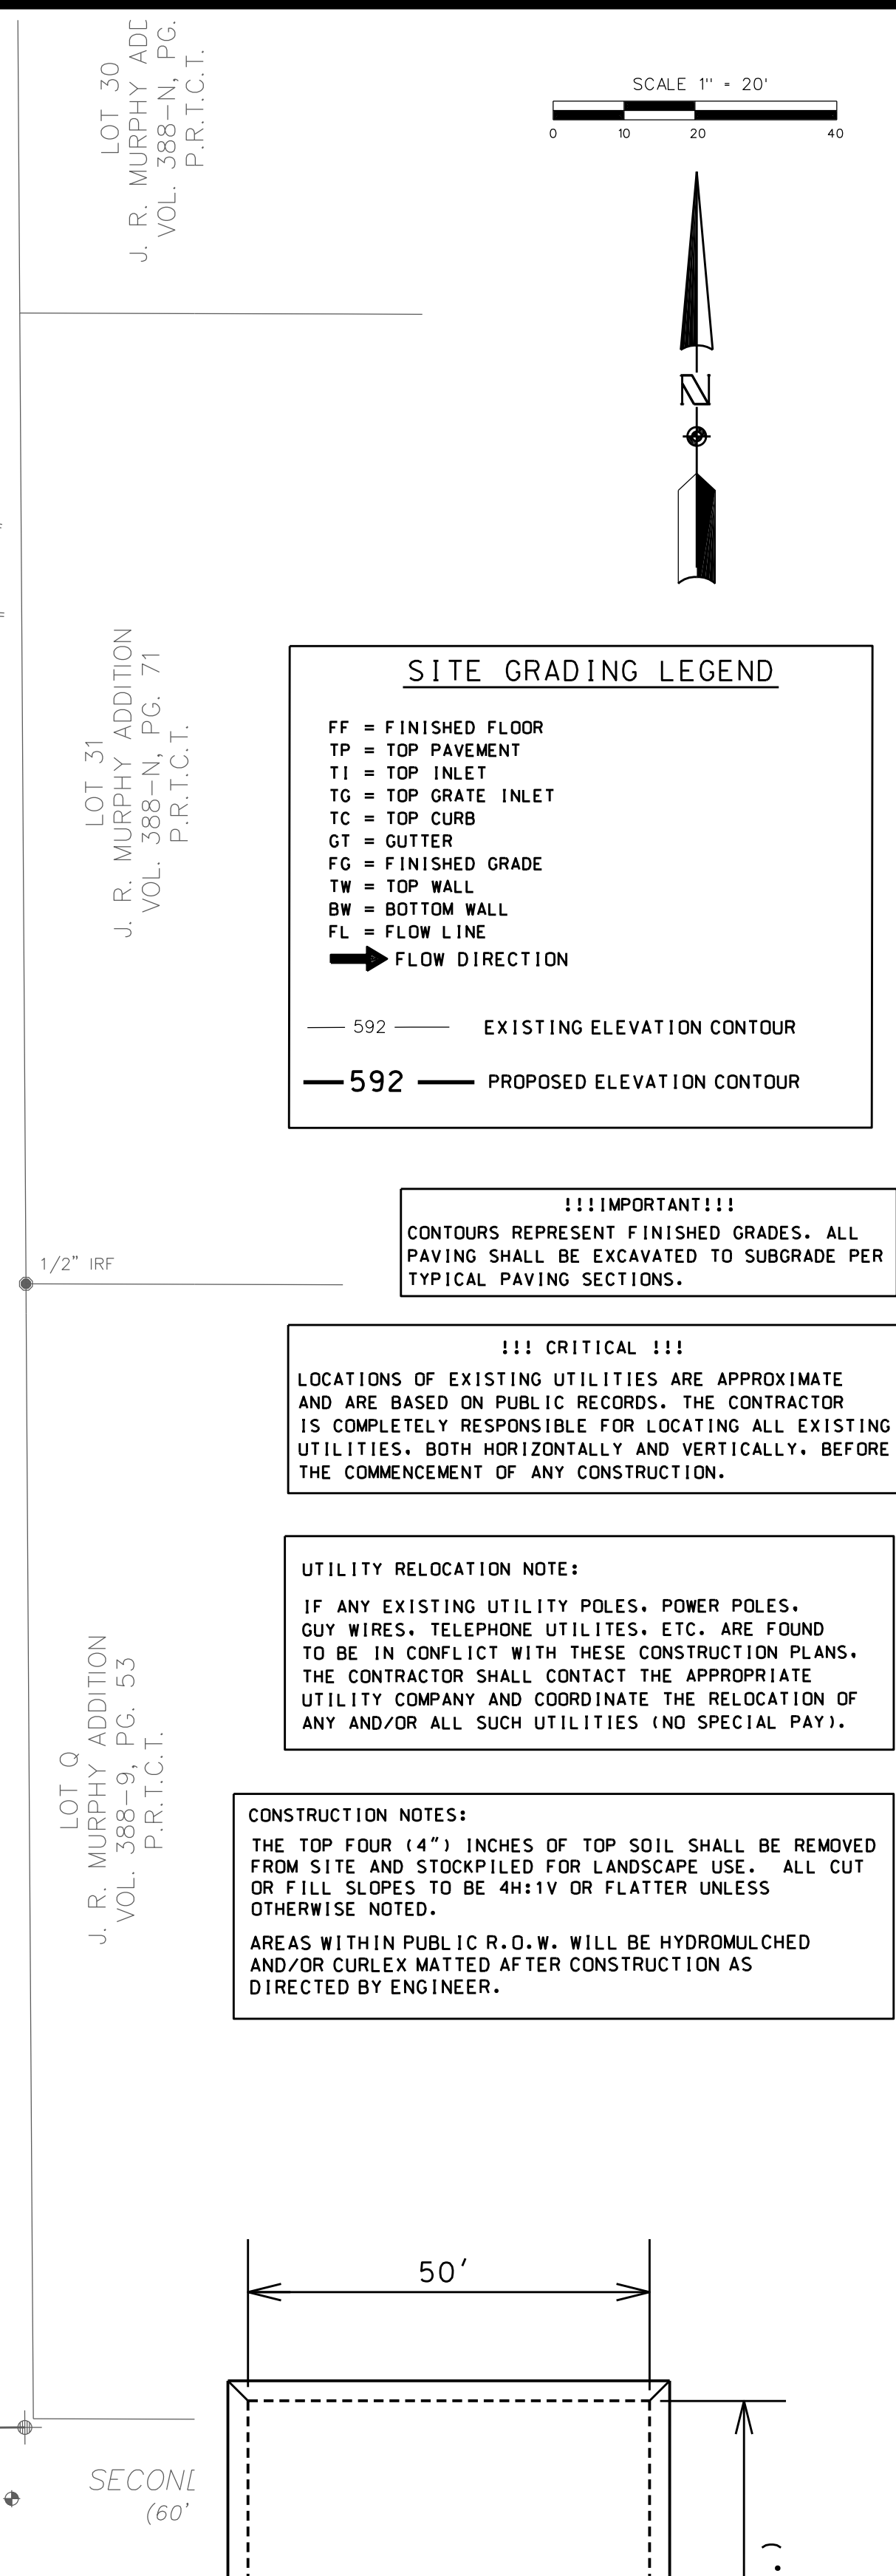 SCALE 1" = 20'
0 10 20 40
LOT 30
J. R. MURPHY
VOL. 388-N, PG.
P.R.T.C.T.
N
LOT 31
J. R. MURPHY ADDITION
VOL. 388-N, PG. 71
P.R.T.C.T.
SITE GRADING LEGEND
FF = FINISHED FLOOR
TP = TOP PAVEMENT
TI = TOP INLET
TG = TOP GRATE INLET
TC = TOP CURB
GT = GUTTER
FG = FINISHED GRADE
TW = TOP WALL
BW = BOTTOM WALL
FL = FLOW LINE
FLOW DIRECTION
592 EXISTING ELEVATION CONTOUR
592 PROPOSED ELEVATION CONTOUR
!!!IMPORTANT!!!
CONTOURS REPRESENT FINISHED GRADES. ALL
PAVING SHALL BE EXCAVATED TO SUBGRADE PER
TYPICAL PAVING SECTIONS.
1/2" IRF
!!! CRITICAL !!!
LOCATIONS OF EXISTING UTILITIES ARE APPROXIMATE
AND ARE BASED ON PUBLIC RECORDS. THE CONTRACTOR
IS COMPLETELY RESPONSIBLE FOR LOCATING ALL EXISTING
UTILITIES, BOTH HORIZONTALLY AND VERTICALLY, BEFORE
THE COMMENCEMENT OF ANY CONSTRUCTION.
UTILITY RELOCATION NOTE:
IF ANY EXISTING UTILITY POLES, POWER POLES,
GUY WIRES, TELEPHONE UTILITES, ETC. ARE FOUND
TO BE IN CONFLICT WITH THESE CONSTRUCTION PLANS,
THE CONTRACTOR SHALL CONTACT THE APPROPRIATE
UTILITY COMPANY AND COORDINATE THE RELOCATION OF
ANY AND/OR ALL SUCH UTILITIES (NO SPECIAL PAY).
LOT Q
J. R. MURPHY ADDITION
VOL. 388-9, PG. 53
P.R.T.C.T.
CONSTRUCTION NOTES:
THE TOP FOUR (4") INCHES OF TOP SOIL SHALL BE REMOVED
FROM SITE AND STOCKPILED FOR LANDSCAPE USE. ALL CUT
OR FILL SLOPES TO BE 4H:1V OR FLATTER UNLESS
OTHERWISE NOTED.
AREAS WITHIN PUBLIC R.O.W. WILL BE HYDROMULCHED
AND/OR CURLEX MATTED AFTER CONSTRUCTION AS
DIRECTED BY ENGINEER.
50'
(60'